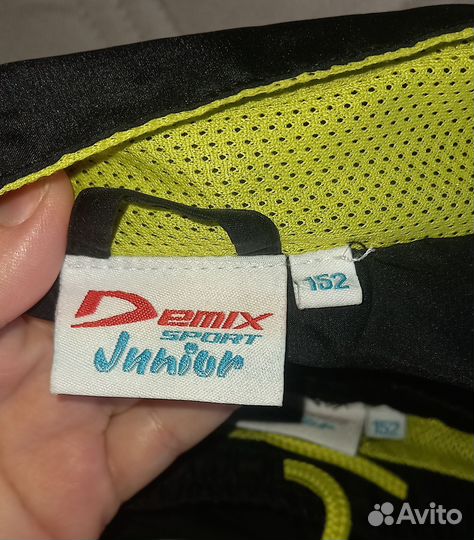 Demix
SPORT
Junior
152
152
Avito